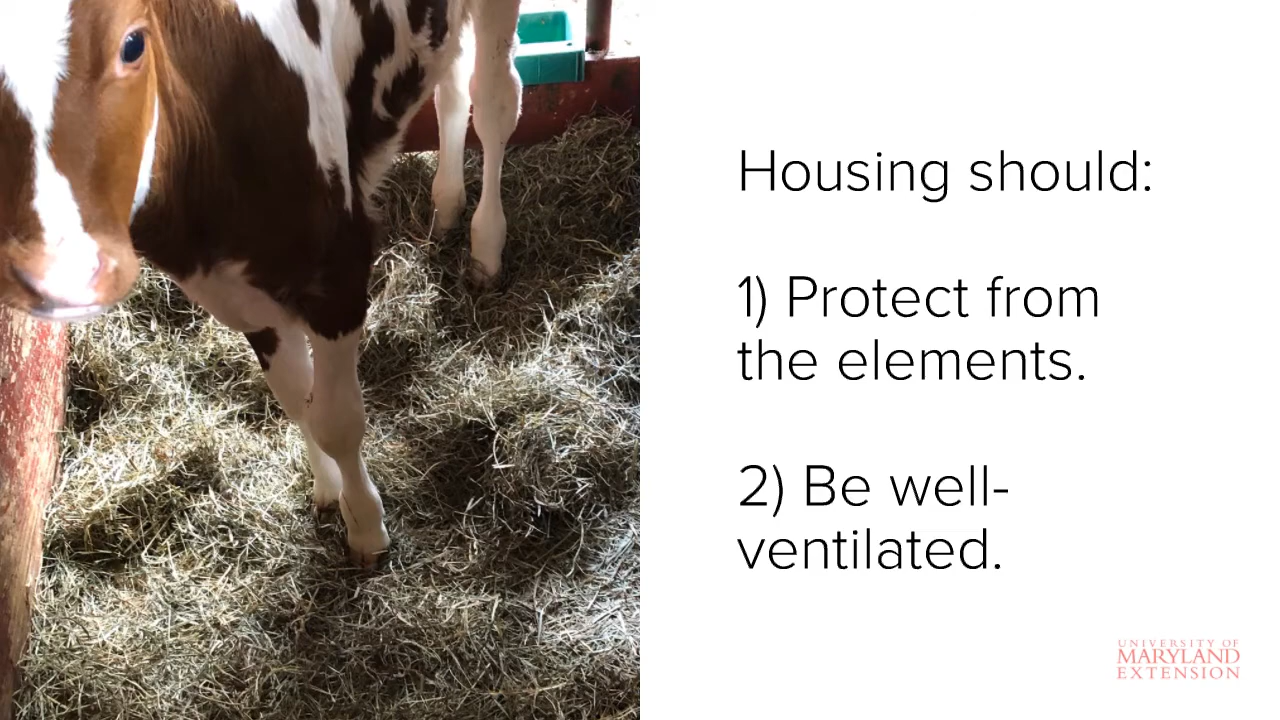 Housing should:
1) Protect from
the elements.
2) Be well-
ventilated.
UNIVERSITY OF
MARYLAND
EXTENSION